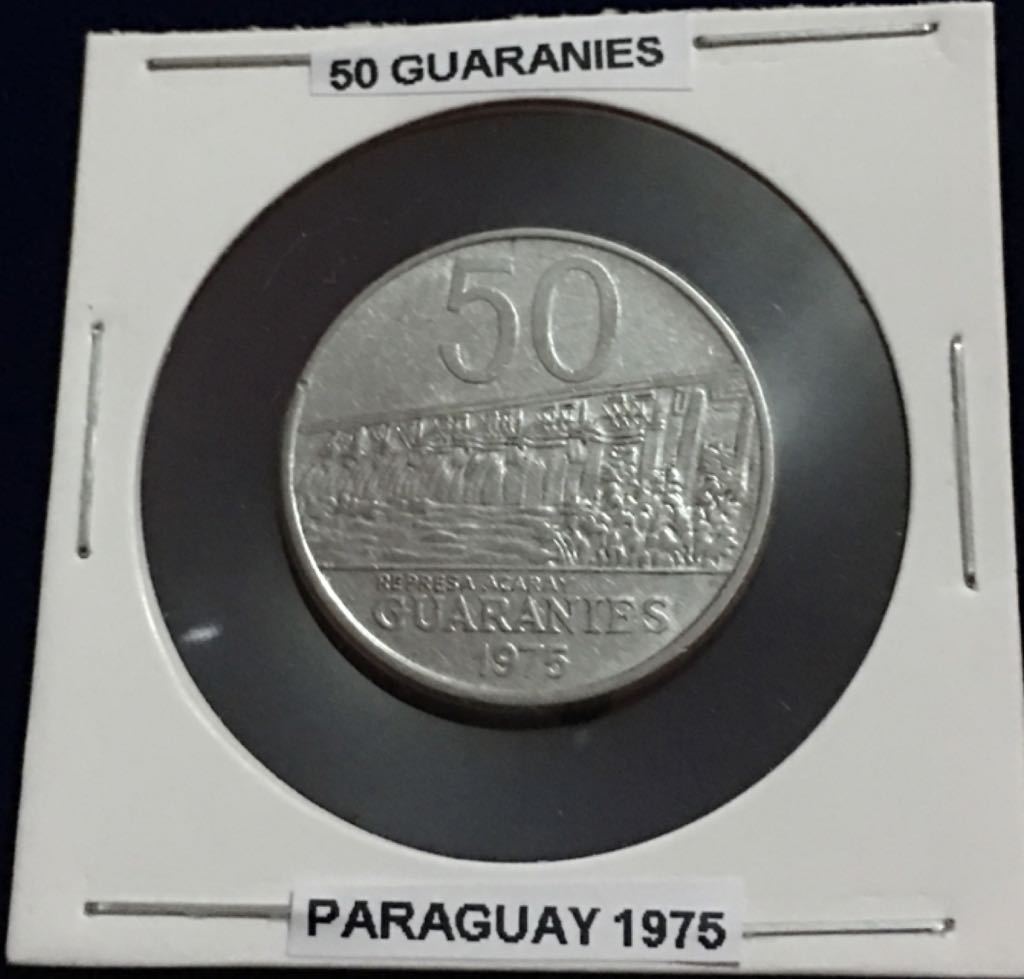 50 GUARANIES
50
REPRESA ACARAY
GUARANIES
1975
PARAGUAY 1975